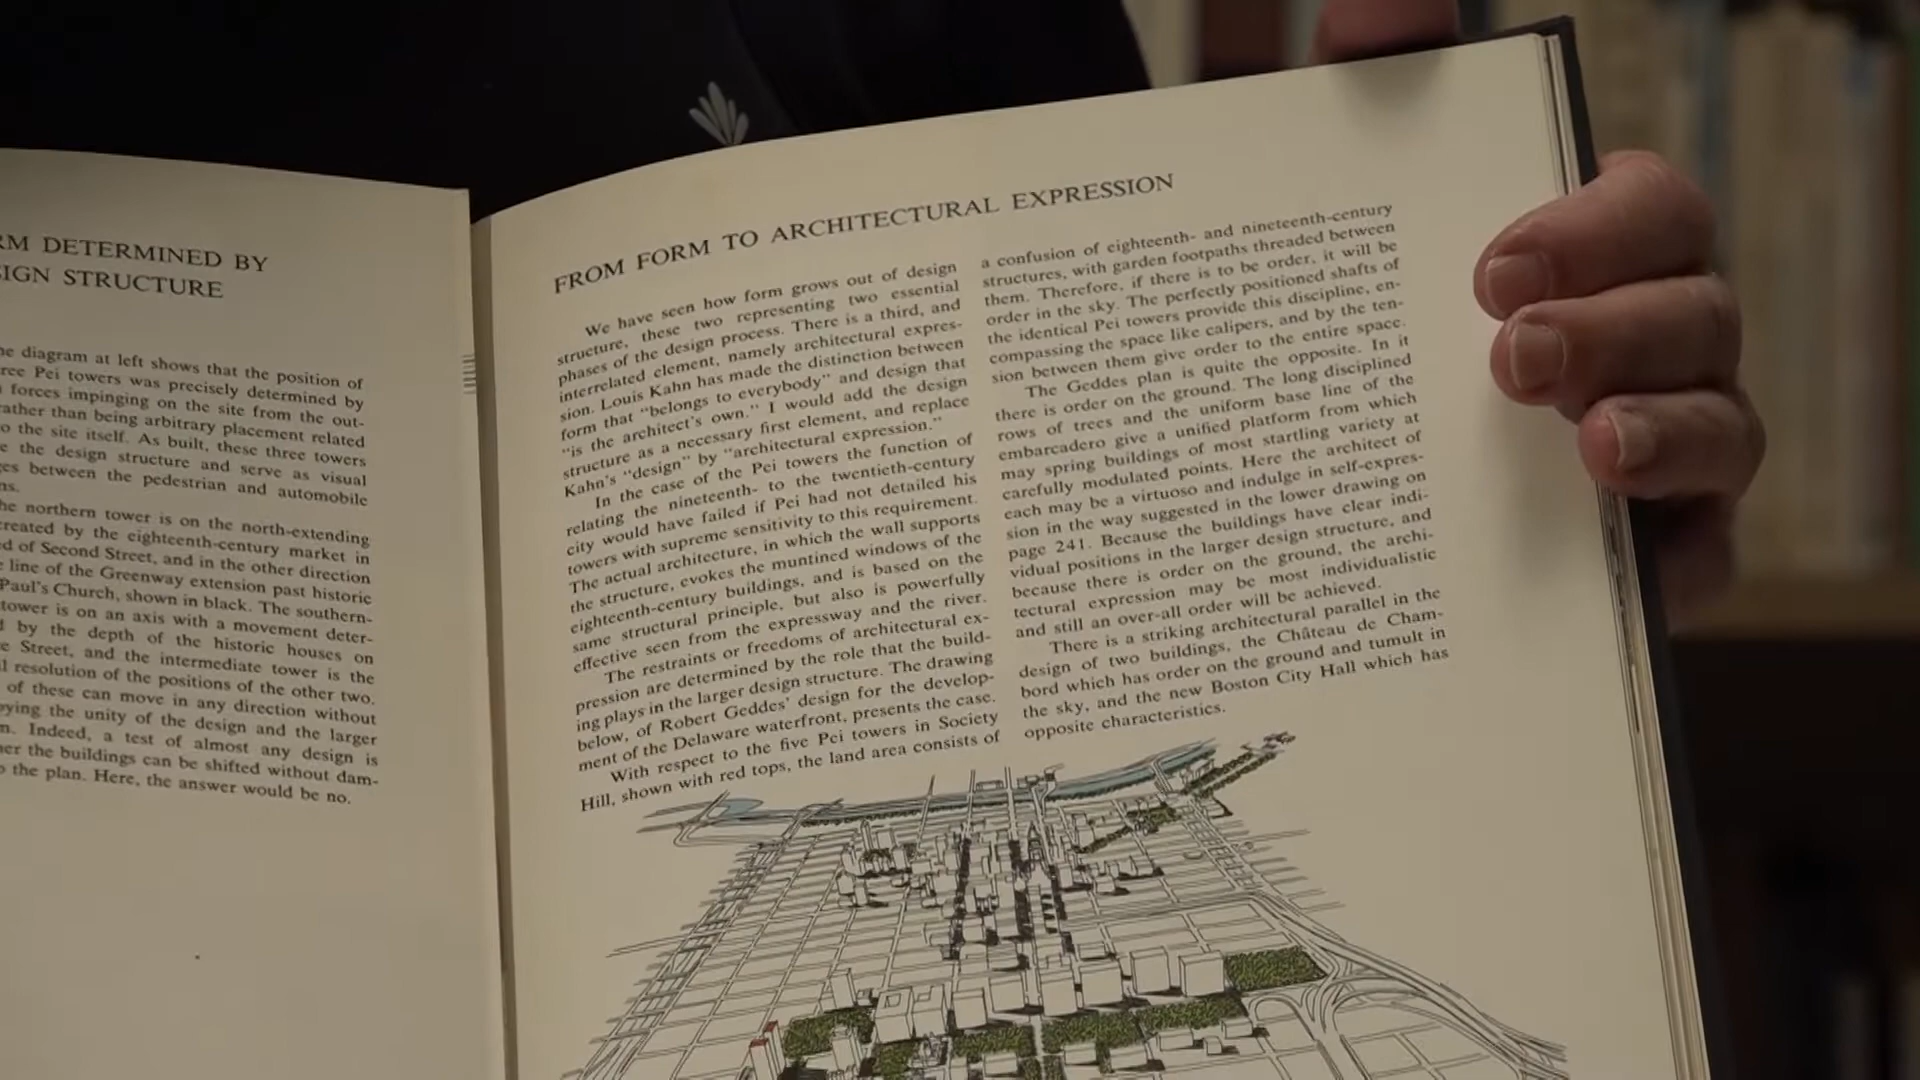 RM DETERMINED BY
SIGN STRUCTURE
he diagram at left shows that the position of
ree Pei towers was precisely determined by
forces impinging on the site from the out-
rather than being arbitrary placement related
o the site itself. As built, these three towers
e the design structure and serve as visual
ges between the pedestrian and automobile
ns.
he northern tower is on the north-extending
created by the eighteenth-century market in
d of Second Street, and in the other direction
line of the Greenway extension past historic
Paul's Church, shown in black. The southern-
tower is on an axis with a movement deter-
d by the depth of the historic houses on
e Street, and the intermediate tower is the
l resolution of the positions of the other two.
of these can move in any direction without
oying the unity of the design and the larger
n. Indeed, a test of almost any design is
her the buildings can be shifted without dam-
o the plan. Here, the answer would be no.
FROM FORM TO ARCHITECTURAL EXPRESSION
We have seen how form grows out of design
structure, these two representing two essential
phases of the design process. There is a third, and
interrelated element, namely architectural expres-
sion. Louis Kahn has made the distinction between
form that "belongs to everybody" and design that
"is the architect's own." I would add the design
structure as a necessary first element, and replace
Kahn's "design" by "architectural expression."
In the case of the Pei towers the function of
relating the nineteenth- to the twentieth-century
city would have failed if Pei had not detailed his
towers with supreme sensitivity to this requirement.
The actual architecture, in which the wall supports
the structure, evokes the muntined windows of the
eighteenth-century buildings, and is based on the
same structural principle, but also is powerfully
effective seen from the expressway and the river.
The restraints or freedoms of architectural ex-
pression are determined by the role that the build-
ing plays in the larger design structure. The drawing
below, of Robert Geddes' design for the develop-
ment of the Delaware waterfront, presents the case.
With respect to the five Pei towers in Society
Hill, shown with red tops, the land area consists of
a confusion of eighteenth- and nineteenth-century
structures, with garden footpaths threaded between
them. Therefore, if there is to be order, it will be
order in the sky. The perfectly positioned shafts of
the identical Pei towers provide this discipline, en-
compassing the space like calipers, and by the ten-
sion between them give order to the entire space.
The Geddes plan is quite the opposite. In it
there is order on the ground. The long disciplined
rows of trees and the uniform base line of the
embarcadero give a unified platform from which
may spring buildings of most startling variety at
carefully modulated points. Here the architect of
each may be a virtuoso and indulge in self-expres-
sion in the way suggested in the lower drawing on
page 241. Because the buildings have clear indi-
vidual positions in the larger design structure, and
because there is order on the ground, the archi-
tectural expression may be most individualistic
and still an over-all order will be achieved.
There is a striking architectural parallel in the
design of two buildings, the Château de Cham-
bord which has order on the ground and tumult in
the sky, and the new Boston City Hall which has
opposite characteristics.